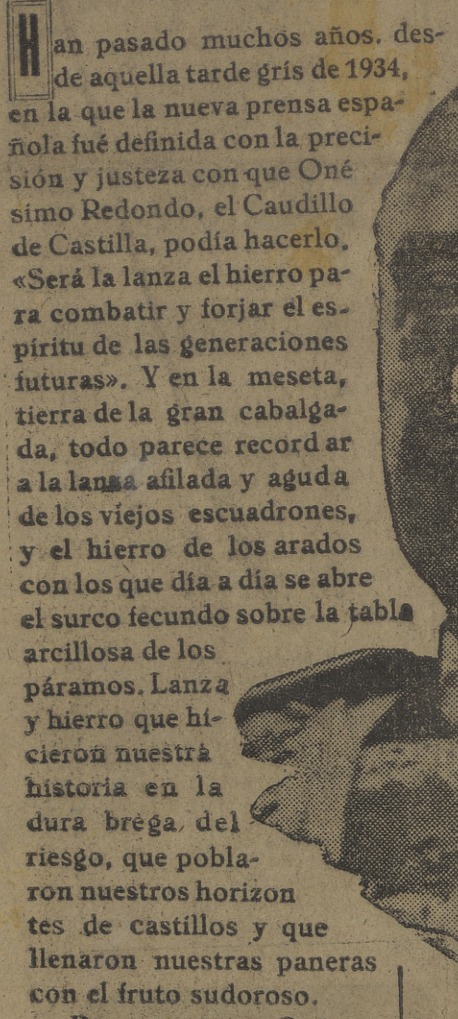 Han pasado muchos años. des-
de aquella tarde gris de 1934,
en la que la nueva prensa espa-
ñola fué definida con la preci-
sión y justeza con que Oné
simo Redondo, el Caudillo
de Castilla, podía hacerlo.
«Será la lanza el hierro pa-
ra combatir y forjar el es-
píritu de las generaciones
futuras». Y en la meseta,
tierra de la gran cabalga-
da, todo parece record ar
a la lanza afilada y aguda
de los viejos escuadrones,
y el hierro de los arados
con los que día a día se abre
el surco fecundo sobre la tabla
arcillosa de los
páramos. Lanza
y hierro que hi-
cieron nuestra
historia en la
dura brega, del
riesgo, que pobla-
ron nuestros horizon
tes de castillos y que
llenaron nuestras paneras
con el fruto sudoroso.